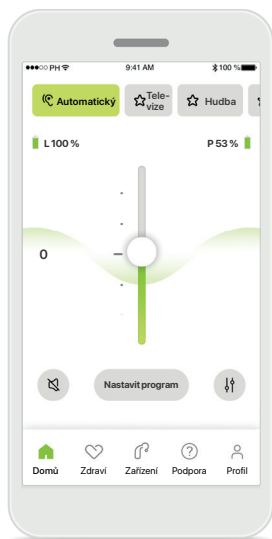 ●●●○○ PH 9:41 AM 100 %
Automatický Tele-
vize Hudba
L 100 % P 53 %
0
Nastavit program
Domů Zdraví Zařízení Podpora Profil